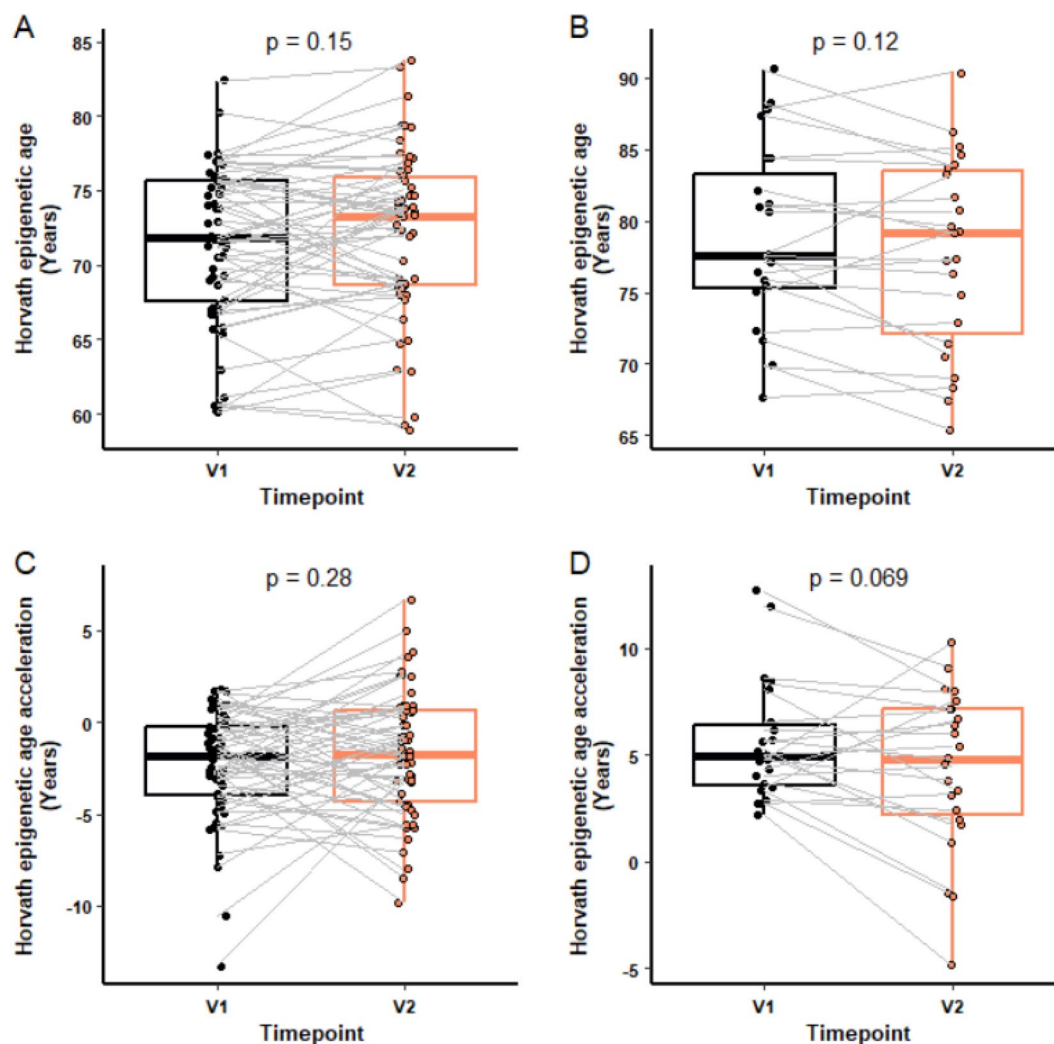 A
p = 0.15
Horvath epigenetic age
(Years)
85
80
75
70
65
60
V1
V2
Timepoint
B
p = 0.12
Horvath epigenetic age
(Years)
90
85
80
75
70
65
V1
V2
Timepoint
C
p = 0.28
Horvath epigenetic age acceleration
(Years)
5
0
-5
-10
V1
V2
Timepoint
D
p = 0.069
Horvath epigenetic age acceleration
(Years)
10
5
0
-5
V1
V2
Timepoint